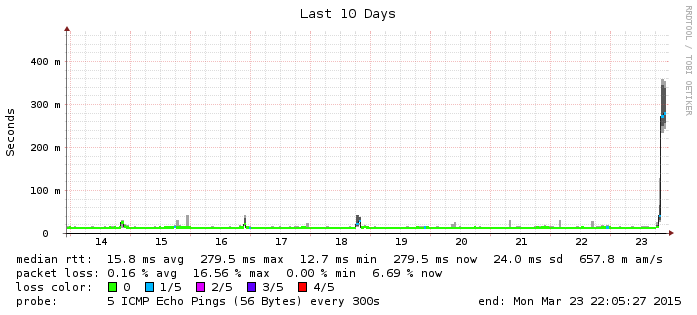 Last 10 Days
RRDTOOL / TOBI OETIKER
Seconds
400 m
300 m
200 m
100 m
0
14 15 16 17 18 19 20 21 22 23
median rtt: 15.8 ms avg 279.5 ms max 12.7 ms min 279.5 ms now 24.0 ms sd 657.8 m am/s
packet loss: 0.16 % avg 16.56 % max 0.00 % min 6.69 % now
loss color: 0 1/5 2/5 3/5 4/5
probe: 5 ICMP Echo Pings (56 Bytes) every 300s end: Mon Mar 23 22:05:27 2015